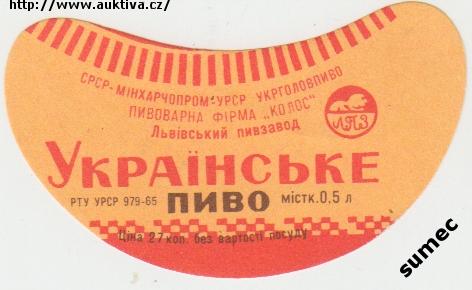 http://www.auktiva.cz/
СРСР-МІНХАРЧОПРОМ-УРСР УКРГОЛОВПИВО
ПИВОВАРНА ФІРМА „КОЛОС"
Львівський пивзавод
ЛПЗ
УКРАЇНСЬКЕ
РТУ УРСР 979-65 ПИВО містк. 0,5 л
Ціна 27 коп. без вартості посуду
sumec